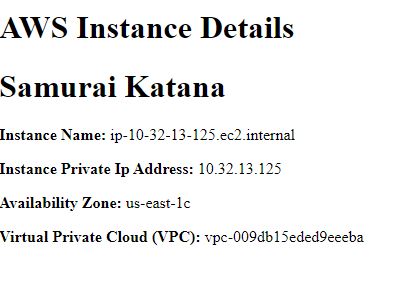 AWS Instance Details
Samurai Katana
Instance Name: ip-10-32-13-125.ec2.internal
Instance Private Ip Address: 10.32.13.125
Availability Zone: us-east-1c
Virtual Private Cloud (VPC): vpc-009db15eded9eeeba